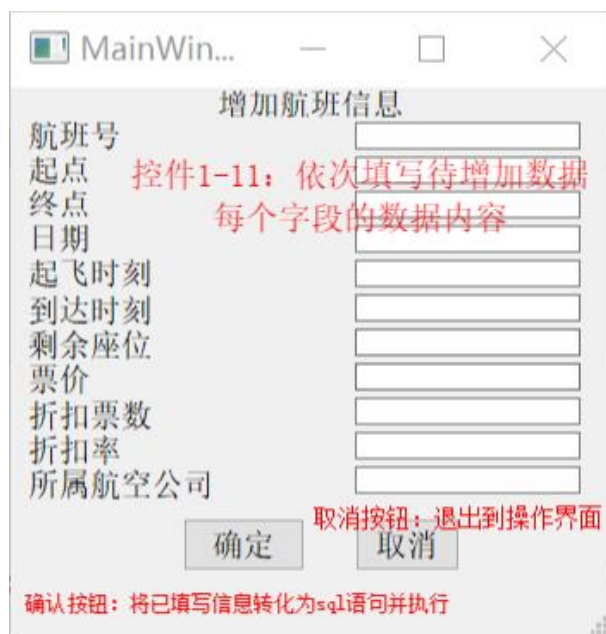 MainWin...
增加航班信息
航班号
起点
控件1-11：依次填写待增加数据
终点
每个字段的数据内容
日期
起飞时刻
到达时刻
剩余座位
票价
折扣票数
折扣率
所属航空公司
取消按钮：退出到操作界面
确定
取消
确认按钮：将已填写信息转化为sql语句并执行